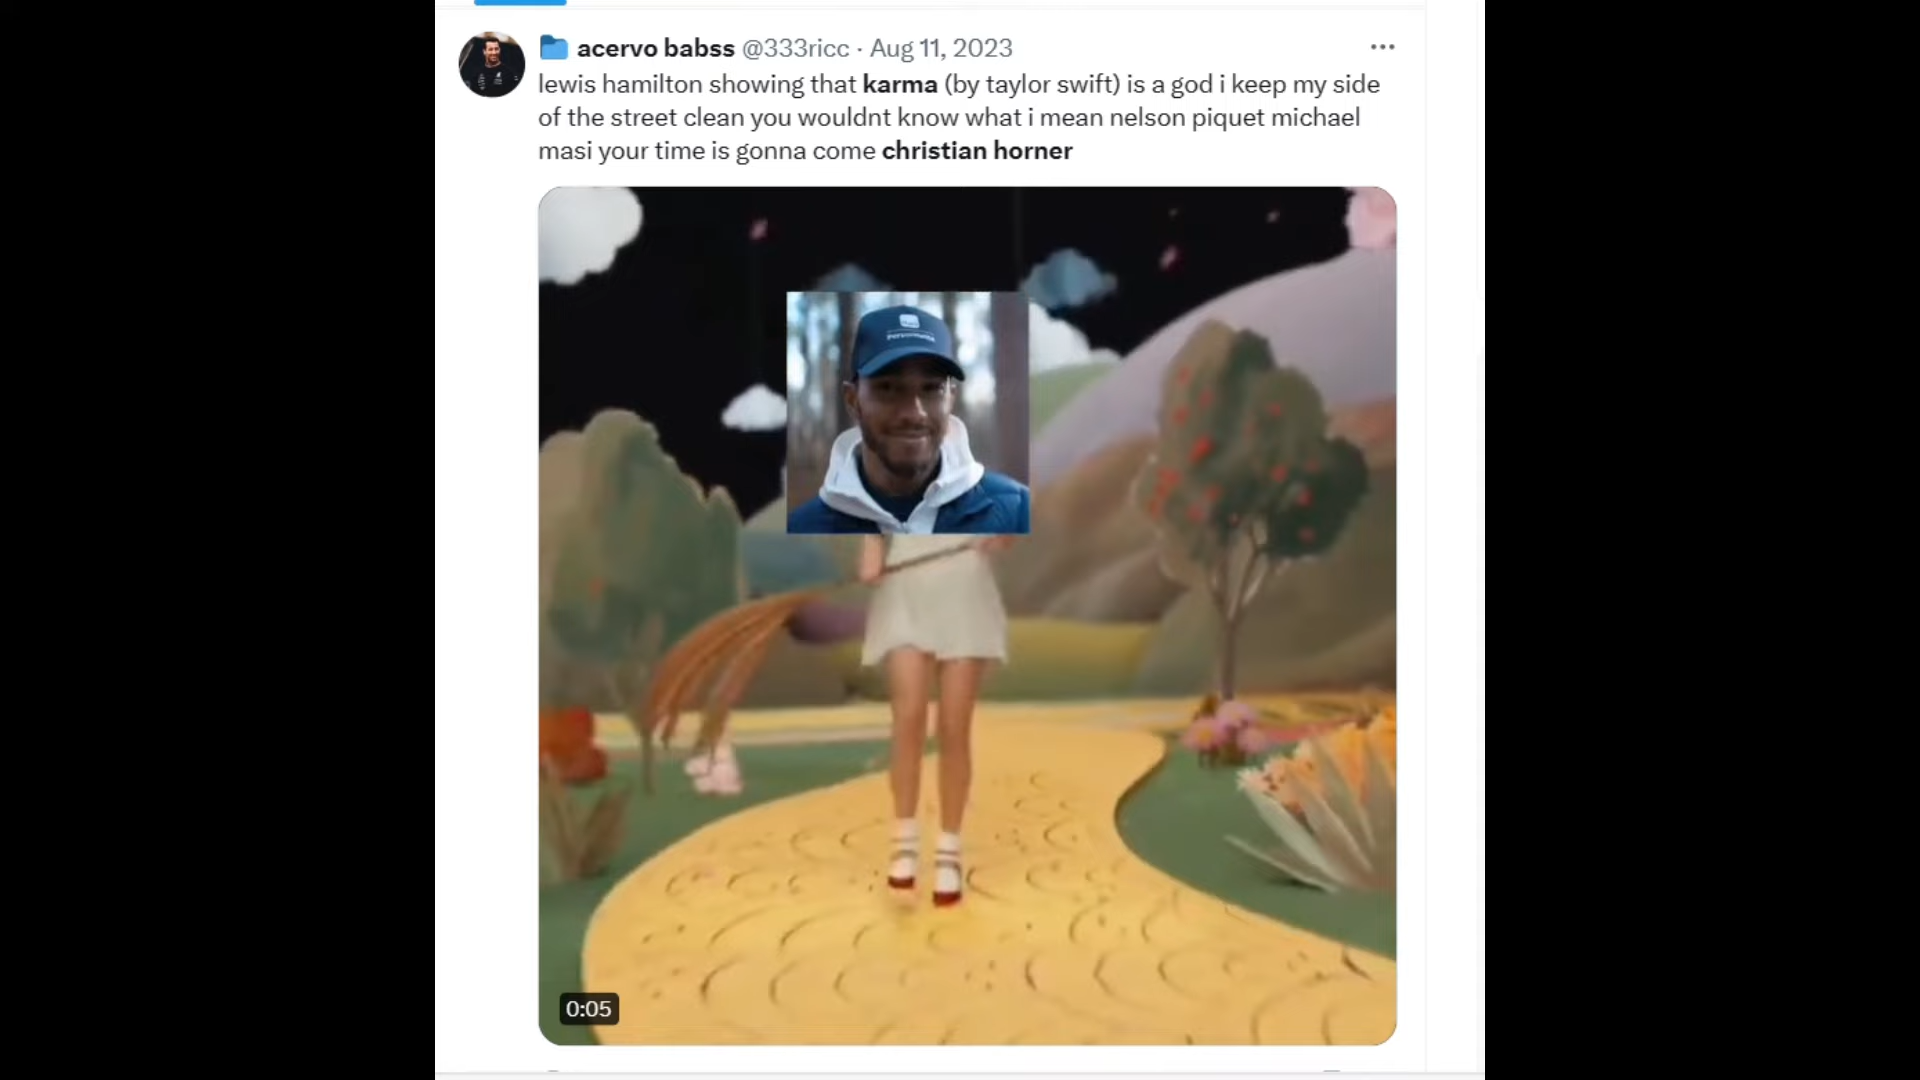 acervo babss @333ricc · Aug 11, 2023
lewis hamilton showing that karma (by taylor swift) is a god i keep my side
of the street clean you wouldnt know what i mean nelson piquet michael
masi your time is gonna come christian horner
0:05